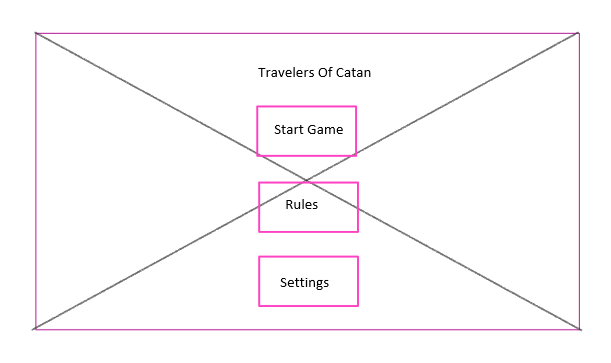 Travelers Of Catan
Start Game
Rules
Settings